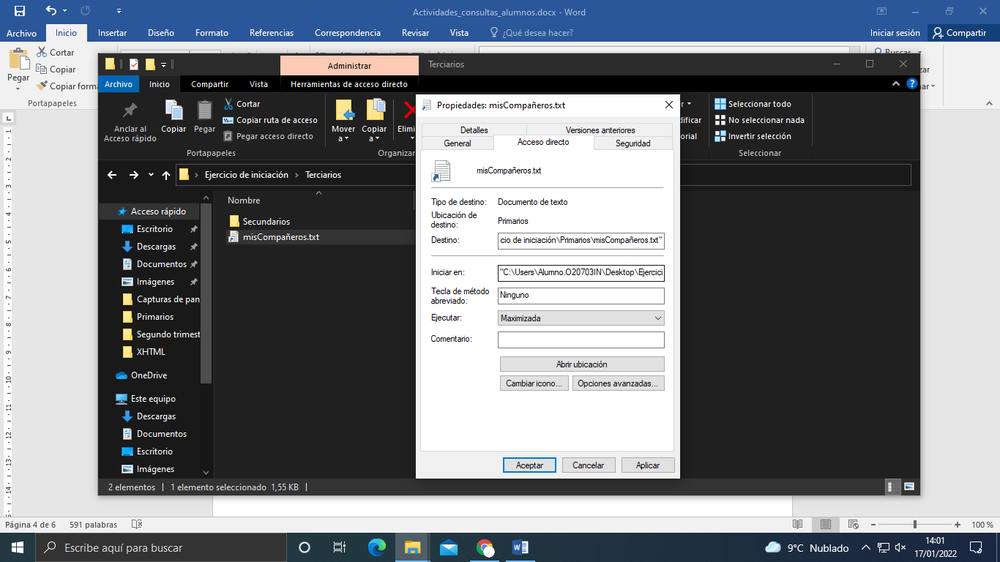 Actividades_consultas_alumnos.docx - Word
Archivo Inicio Insertar Diseño Formato Referencias Correspondencia Revisar Vista ¿Qué desea hacer? Iniciar sesión Compartir
Pegar
Cortar
Copiar
Copiar forma
Portapapeles
Buscar
Administrar Terciarios
Archivo Inicio Compartir Vista Herramientas de acceso directo
Anclar al
Acceso rápido
Copiar
Pegar
Cortar
Copiar ruta de acceso
Pegar acceso directo
Portapapeles
Mover
a
Copiar
a
Elimi
Organizar
Seleccionar todo
No seleccionar nada
Invertir selección
Seleccionar
Ejercicio de iniciación Terciarios
Acceso rápido
Escritorio
Descargas
Documentos
Imágenes
Capturas de pan
Primarios
Segundo trimest
XHTML
OneDrive
Este equipo
Descargas
Documentos
Escritorio
Imágenes
Nombre
Secundarios
misCompañeros.txt
2 elementos 1 elemento seleccionado 1,55 KB
Propiedades: misCompañeros.txt
Detalles Versiones anteriores
General Acceso directo Seguridad
misCompañeros.txt
Tipo de destino: Documento de texto
Ubicación de
destino: Primarios
Destino: cio de iniciación\Primarios\misCompañeros.txt"
Iniciar en: "C:\Users\Alumno.O20703IN\Desktop\Ejercici
Tecla de método
abreviado: Ninguno
Ejecutar: Maximizada
Comentario:
Abrir ubicación
Cambiar icono... Opciones avanzadas...
Aceptar Cancelar Aplicar
Página 4 de 6 591 palabras 100 %
Escribe aquí para buscar
9°C Nublado
14:01
17/01/2022